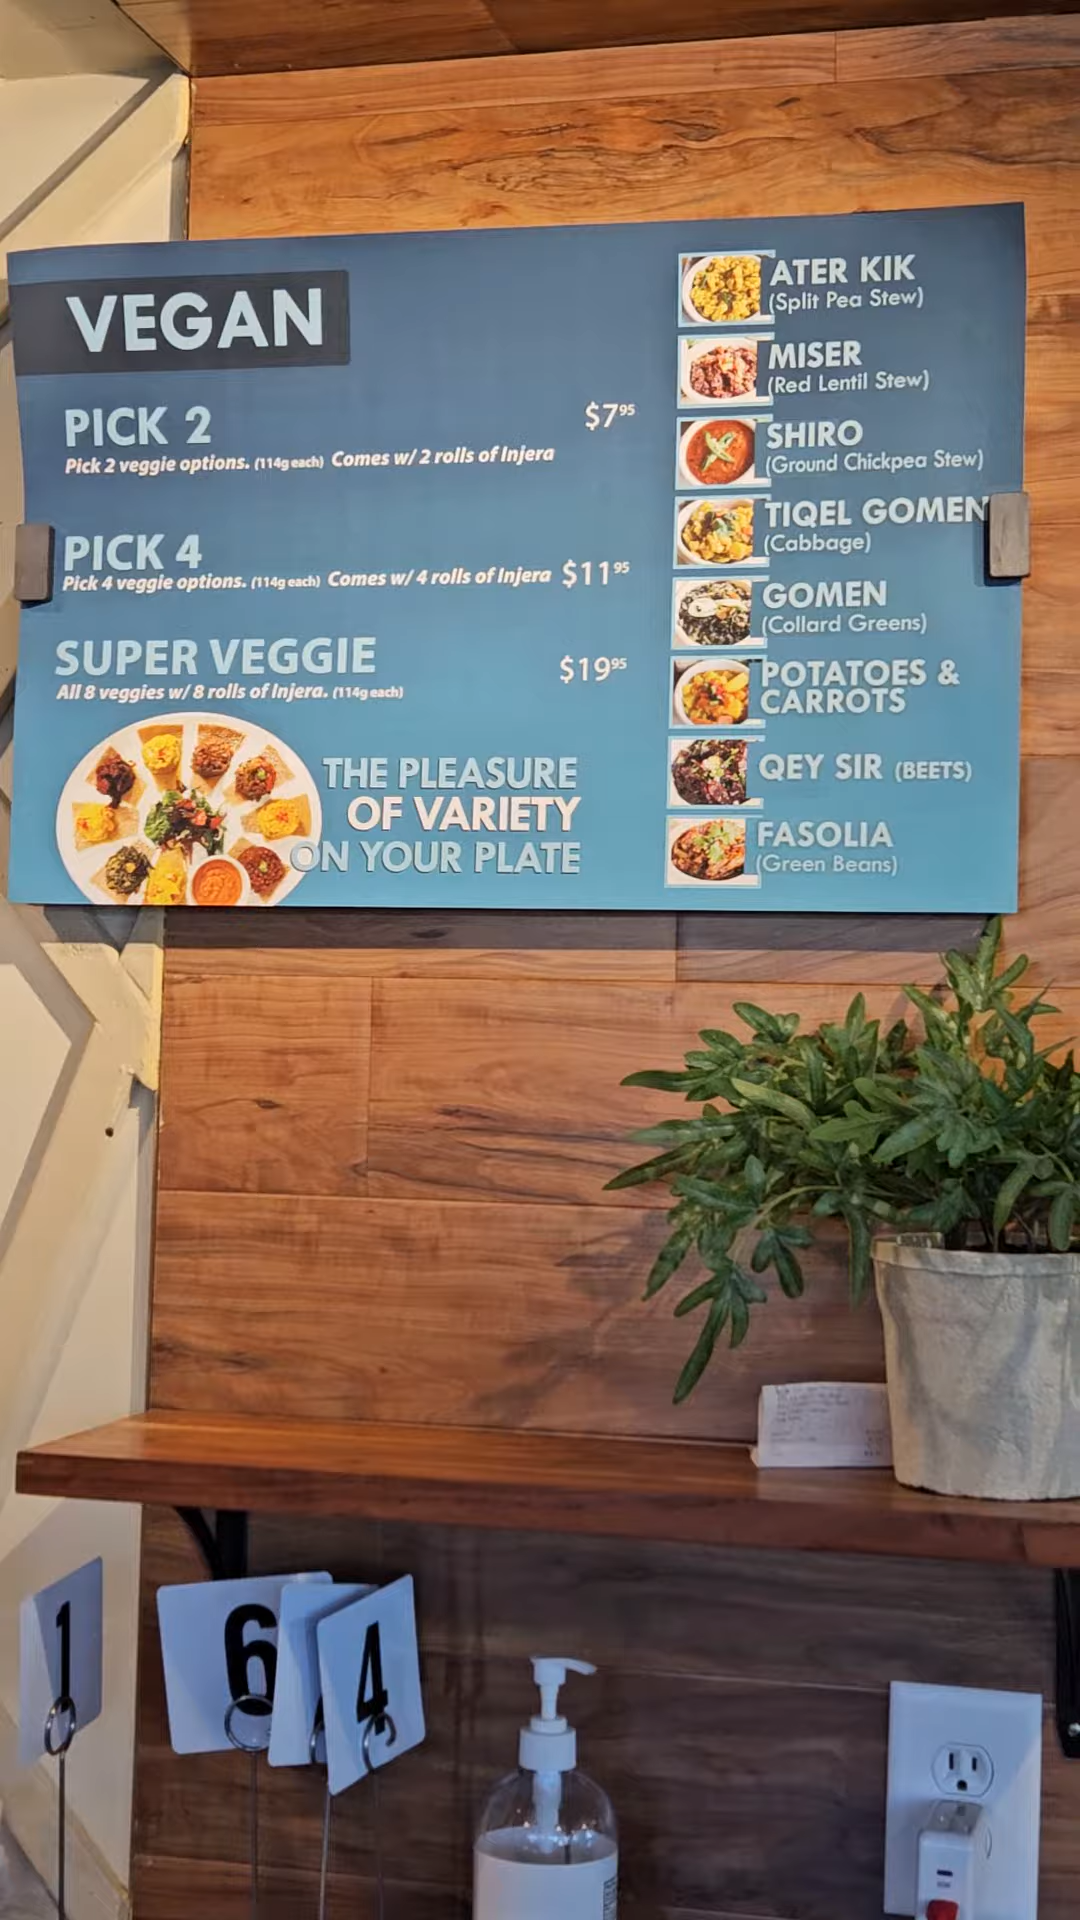 VEGAN
PICK 2
$7.95
Pick 2 veggie options. (114g each) Comes w/ 2 rolls of Injera
PICK 4
Pick 4 veggie options. (114g each) Comes w/ 4 rolls of Injera $11.95
SUPER VEGGIE
$19.95
All 8 veggies w/ 8 rolls of Injera. (114g each)
THE PLEASURE
OF VARIETY
ON YOUR PLATE
ATER KIK
(Split Pea Stew)
MISER
(Red Lentil Stew)
SHIRO
(Ground Chickpea Stew)
TIQEL GOMEN
(Cabbage)
GOMEN
(Collard Greens)
POTATOES &
CARROTS
QEY SIR (BEETS)
FASOLIA
(Green Beans)
1
6
4